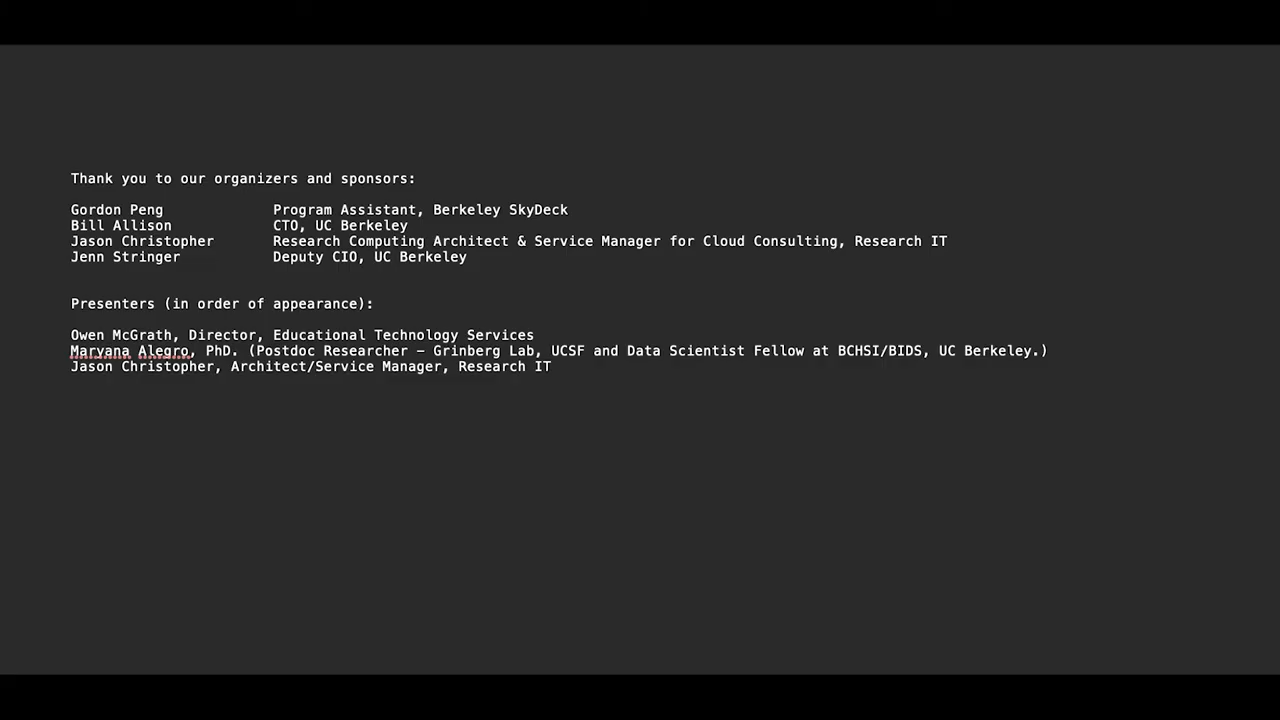 Thank you to our organizers and sponsors:
Gordon Peng Program Assistant, Berkeley SkyDeck
Bill Allison CTO, UC Berkeley
Jason Christopher Research Computing Architect & Service Manager for Cloud Consulting, Research IT
Jenn Stringer Deputy CIO, UC Berkeley
Presenters (in order of appearance):
Owen McGrath, Director, Educational Technology Services
Maryana Alegro, PhD. (Postdoc Researcher – Grinberg Lab, UCSF and Data Scientist Fellow at BCHSI/BIDS, UC Berkeley.)
Jason Christopher, Architect/Service Manager, Research IT